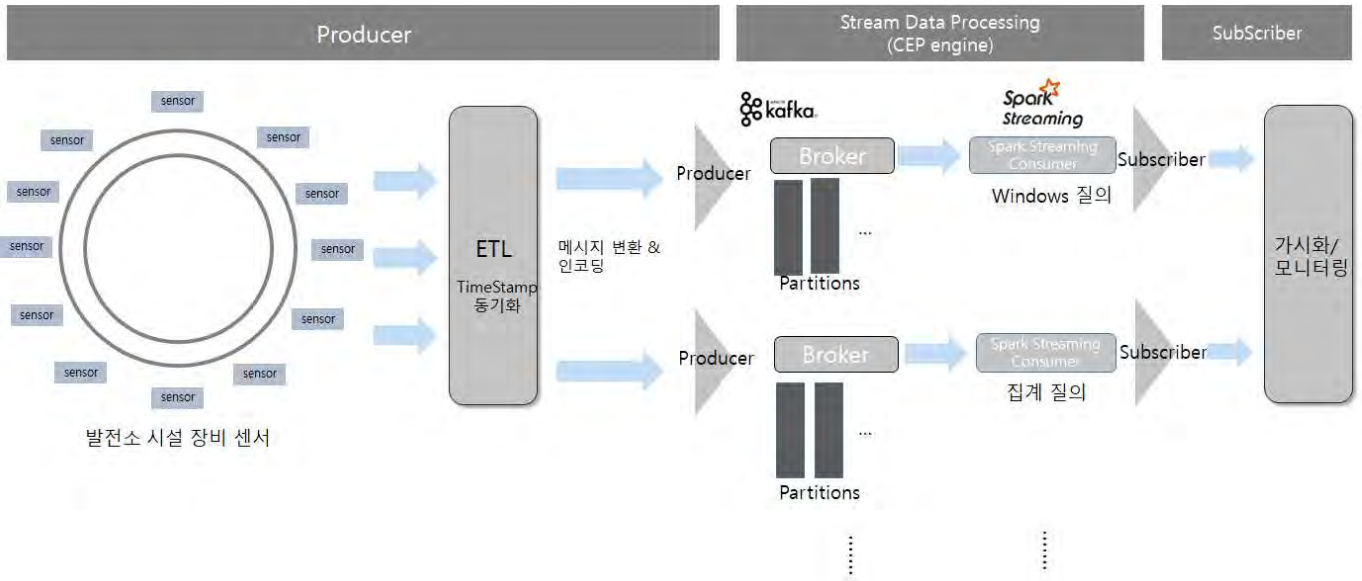 Producer
Stream Data Processing
(CEP engine)
SubScriber
sensor
sensor
sensor
sensor
sensor
sensor
sensor
sensor
sensor
sensor
sensor
sensor
발전소 시설 장비 센서
ETL
TimeStamp
동기화
메시지 변환 &
인코딩
kafka
Spark
Streaming
Producer
Broker
Spark Streaming
Consumer
Subscriber
Windows 질의
...
Partitions
Producer
Broker
Spark Streaming
Consumer
Subscriber
집계 질의
...
Partitions
가시화/
모니터링